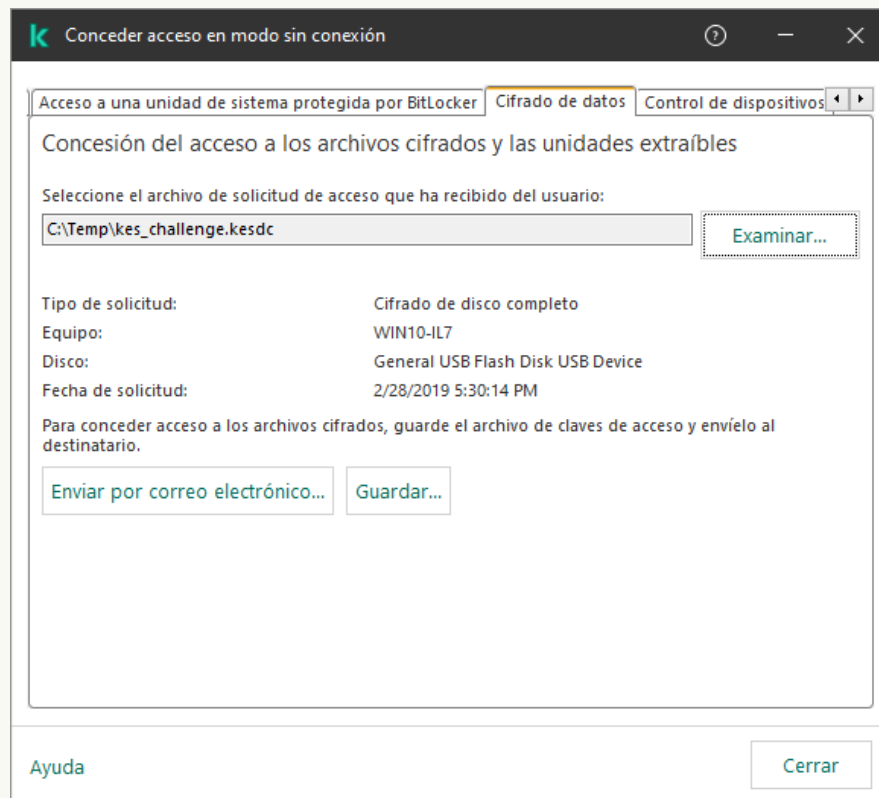 Conceder acceso en modo sin conexión
Acceso a una unidad de sistema protegida por BitLocker Cifrado de datos Control de dispositivos
Concesión del acceso a los archivos cifrados y las unidades extraíbles
Seleccione el archivo de solicitud de acceso que ha recibido del usuario:
C:\Temp\kes_challenge.kesdc Examinar...
Tipo de solicitud: Cifrado de disco completo
Equipo: WIN10-IL7
Disco: General USB Flash Disk USB Device
Fecha de solicitud: 2/28/2019 5:30:14 PM
Para conceder acceso a los archivos cifrados, guarde el archivo de claves de acceso y envíelo al
destinatario.
Enviar por correo electrónico... Guardar...
Ayuda Cerrar